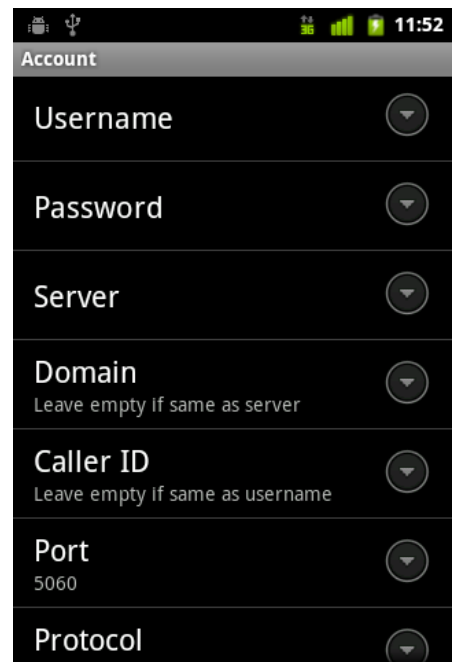 3G 11:52
Account
Username
Password
Server
Domain
Leave empty if same as server
Caller ID
Leave empty if same as username
Port
5060
Protocol